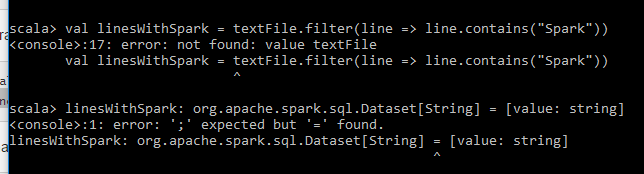 scala> val linesWithSpark = textFile.filter(line => line.contains("Spark"))
<console>:17: error: not found: value textFile
       val linesWithSpark = textFile.filter(line => line.contains("Spark"))
                            ^
scala> linesWithSpark: org.apache.spark.sql.Dataset[String] = [value: string]
<console>:1: error: ';' expected but '=' found.
linesWithSpark: org.apache.spark.sql.Dataset[String] = [value: string]
                                                     ^